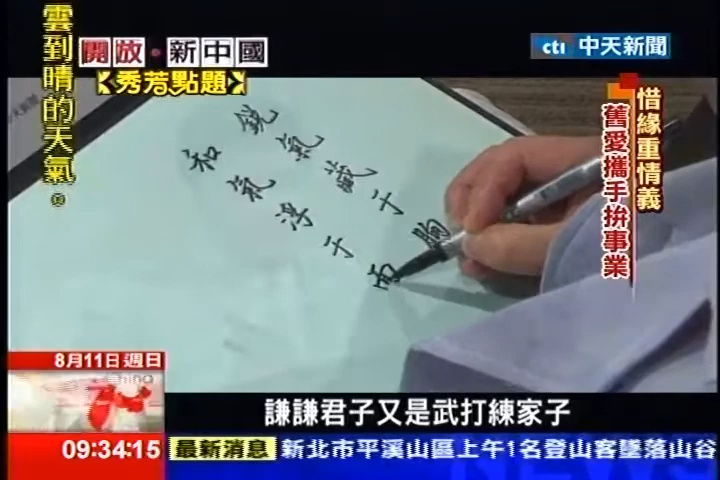 雲到晴的天氣。
開放·新中國
秀芳點題
cti 中天新聞
惜緣重情義
舊愛攜手拚事業
銳氣藏于胸
和氣浮于面
謙謙君子又是武打練家子
8月11日週日
09:34:15
最新消息
新北市平溪山區上午1名登山客墜落山谷